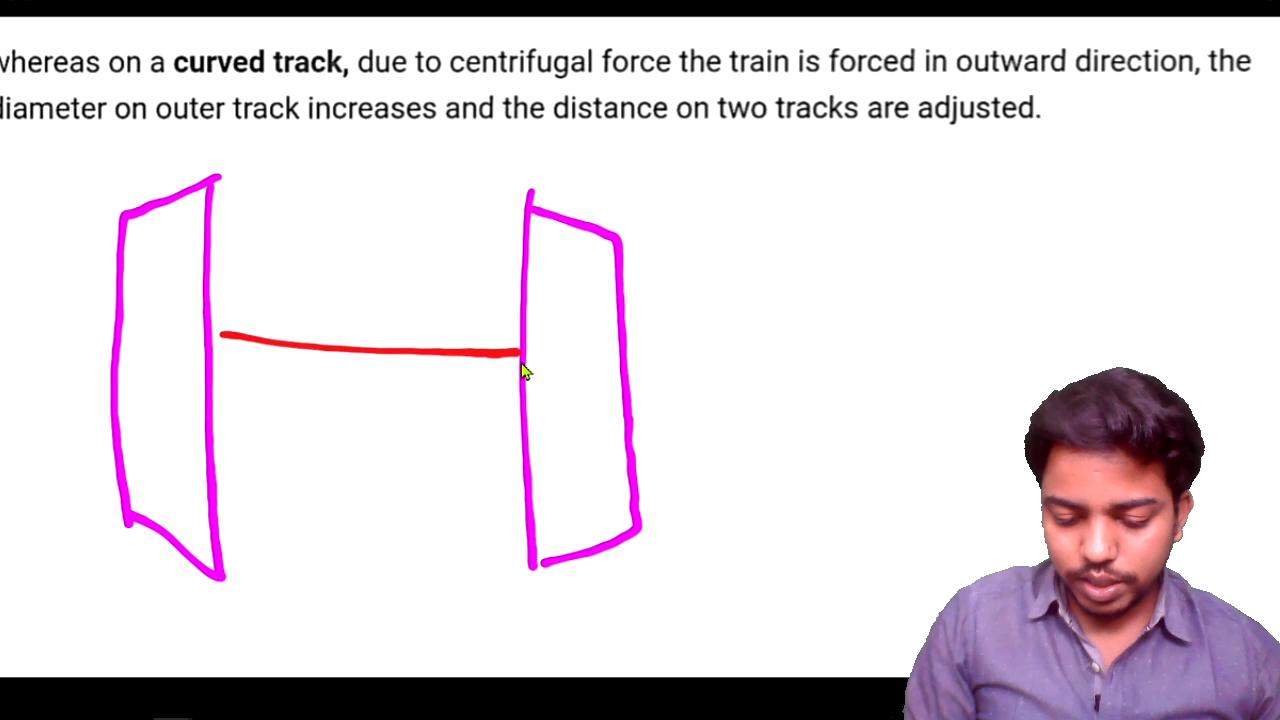 whereas on a curved track, due to centrifugal force the train is forced in outward direction, the
diameter on outer track increases and the distance on two tracks are adjusted.